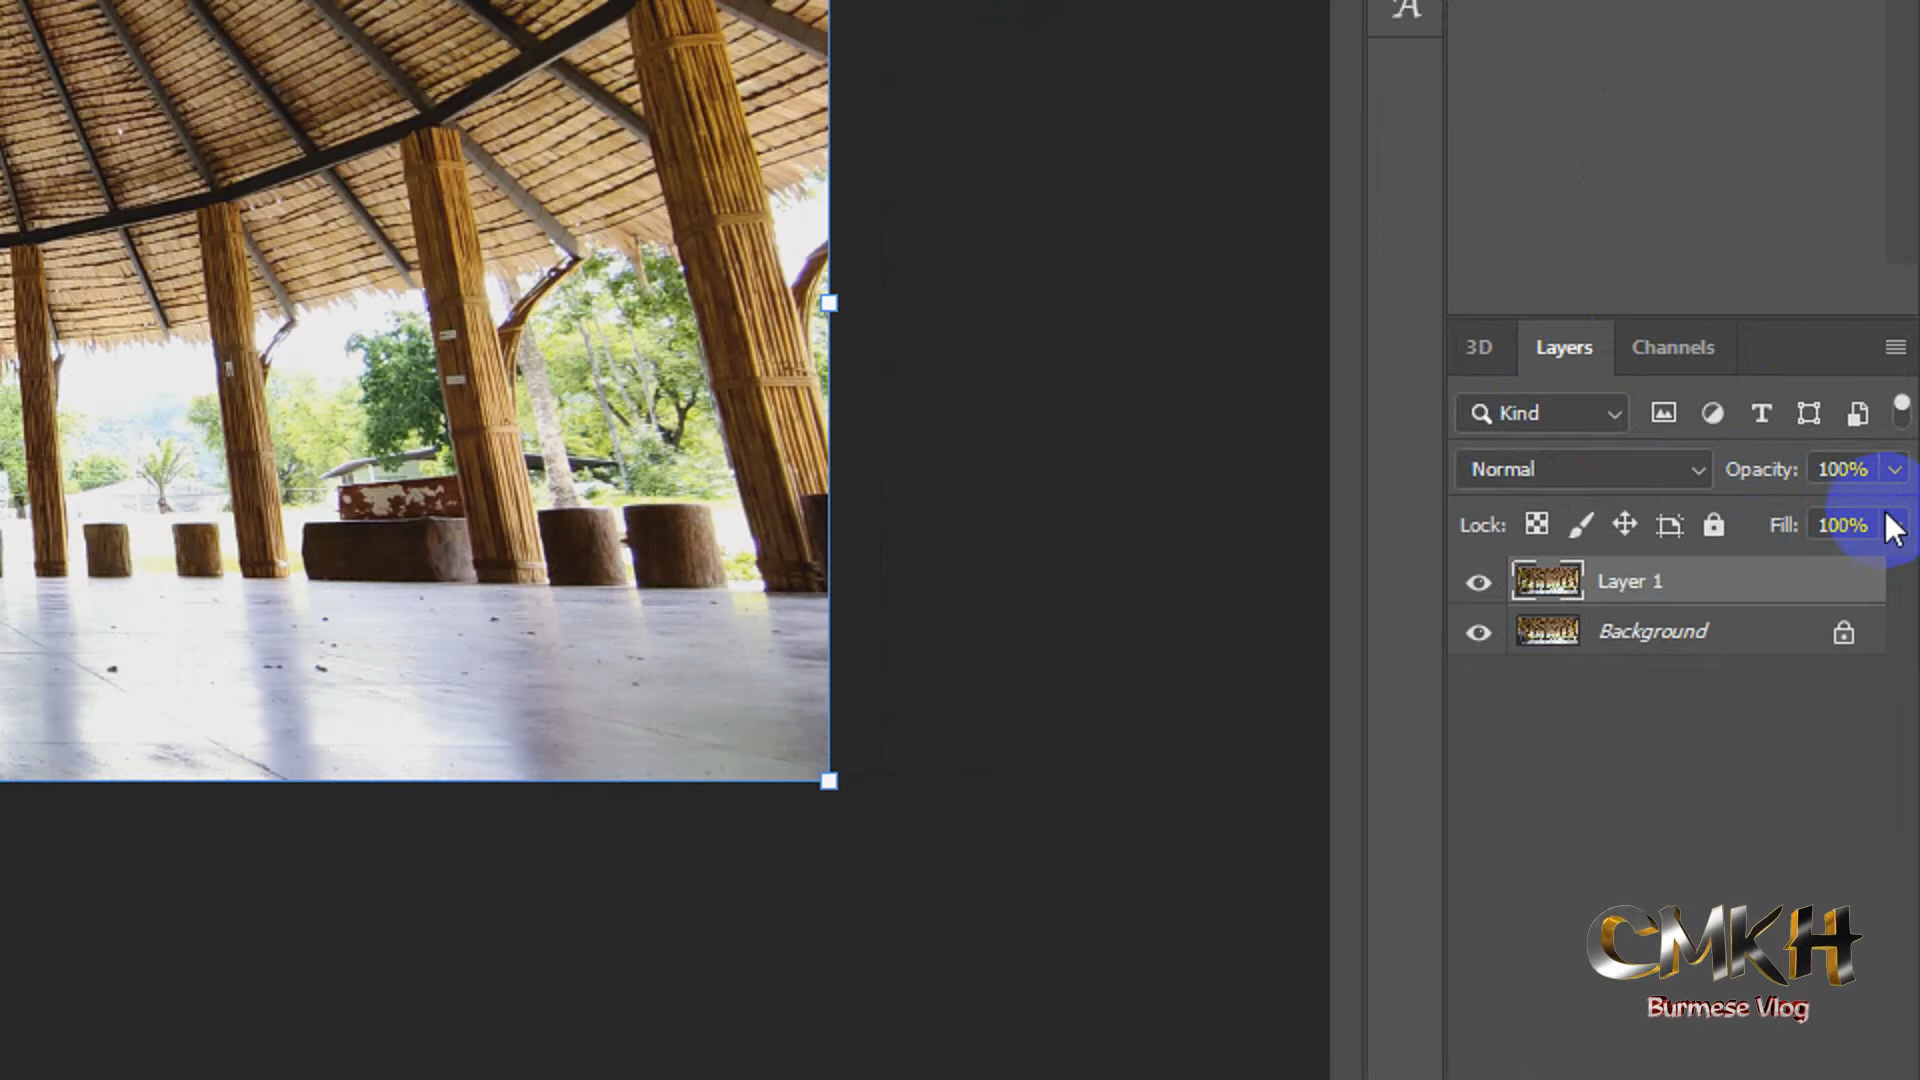 A
3D Layers Channels
Kind T
Normal Opacity: 100%
Lock: Fill: 100%
Layer 1
Background
CMKH
Burmese Vlog